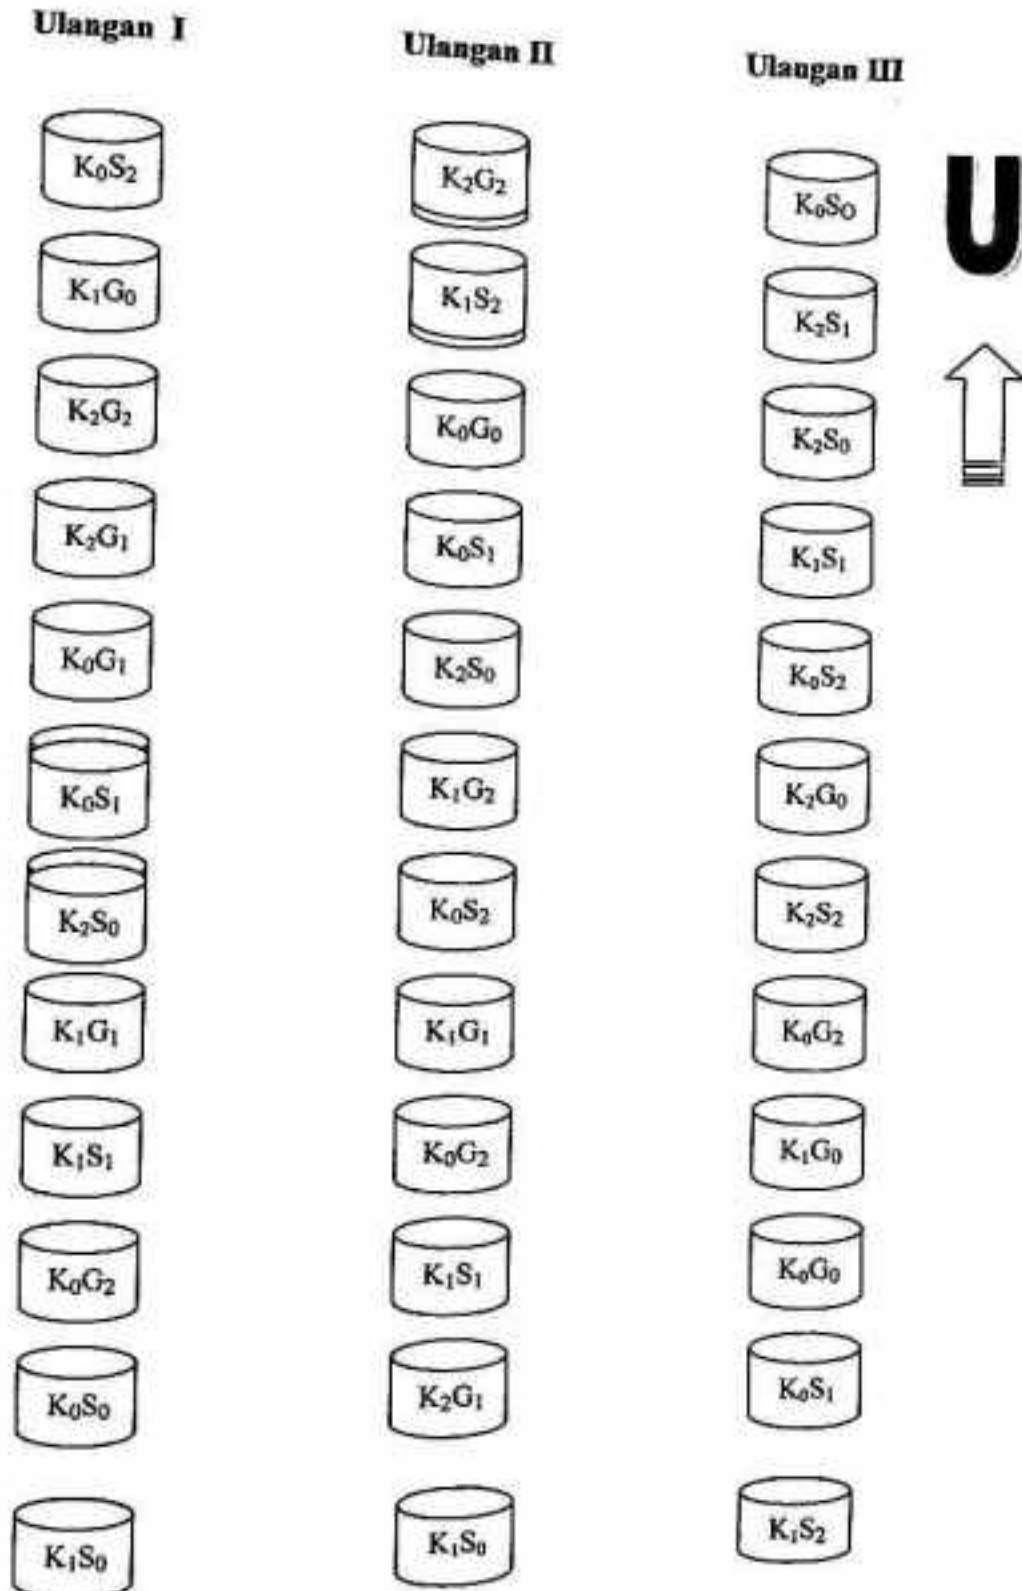 Ulangan I
Ulangan II
Ulangan III
K₀S₂
K₁G₀
K₂G₂
K₂G₁
K₀G₁
K₀S₁
K₂S₀
K₁G₁
K₁S₁
K₀G₂
K₀S₀
K₁S₀
K₂G₂
K₁S₂
K₀G₀
K₀S₁
K₂S₀
K₁G₂
K₀S₂
K₁G₁
K₀G₂
K₁S₁
K₂G₁
K₁S₀
K₀SO
K₂S₁
K₂S₀
K₁S₁
K₀S₂
K₂G₀
K₂S₂
K₀G₂
K₁G₀
K₀G₀
K₀S₁
K₁S₂
U